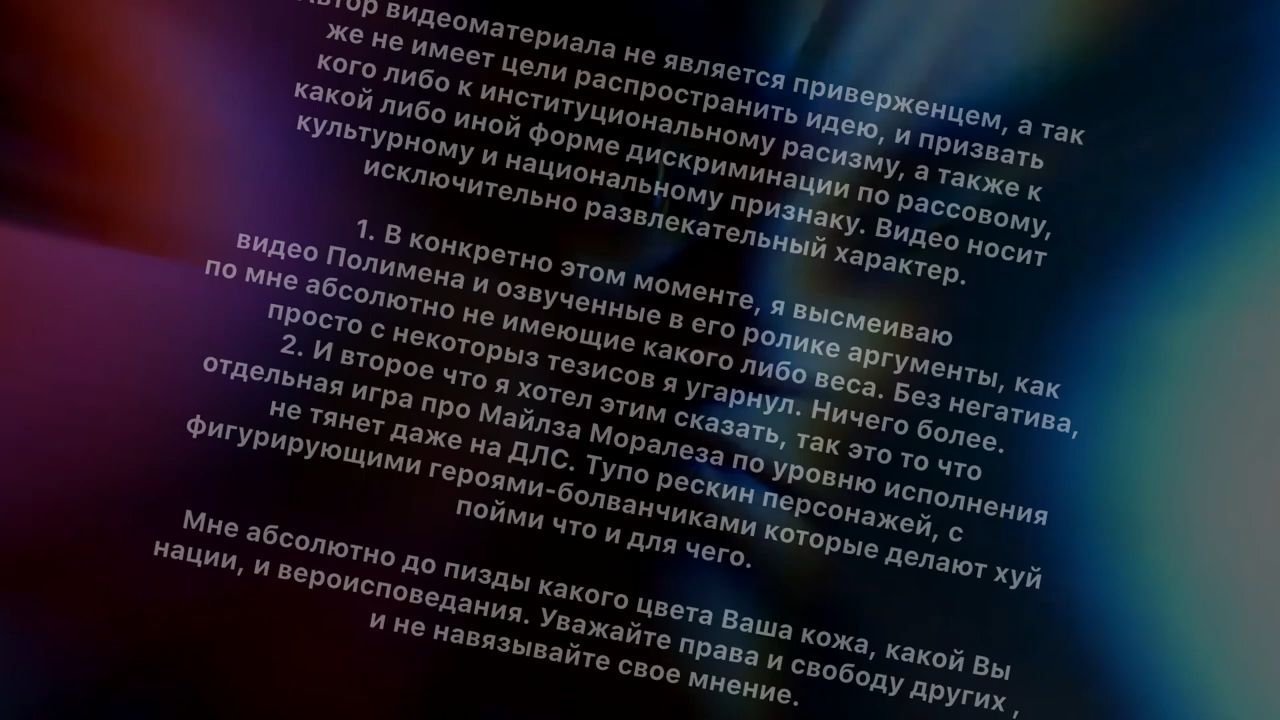 Автор видеоматериала не является приверженцем, а так
же не имеет цели распространить идею, и призвать
кого либо к институциональному расизму, а также к
какой либо иной форме дискриминации по рассовому,
культурному и национальному признаку. Видео носит
исключительно развлекательный характер.
1. В конкретно этом моменте, я высмеиваю
видео Полимена и озвученные в его ролике аргументы, как
по мне абсолютно не имеющие какого либо веса. Без негатива,
просто с некоторыз тезисов я угарнул. Ничего более.
2. И второе что я хотел этим сказать, так это то что
отдельная игра про Майлза Моралеза по уровню исполнения
не тянет даже на ДЛС. Тупо рескин персонажей, с
фигурирующими героями-болванчиками которые делают хуй
пойми что и для чего.
Мне абсолютно до пизды какого цвета Ваша кожа, какой Вы
нации, и вероисповедания. Уважайте права и свободу других ,
и не навязывайте свое мнение.